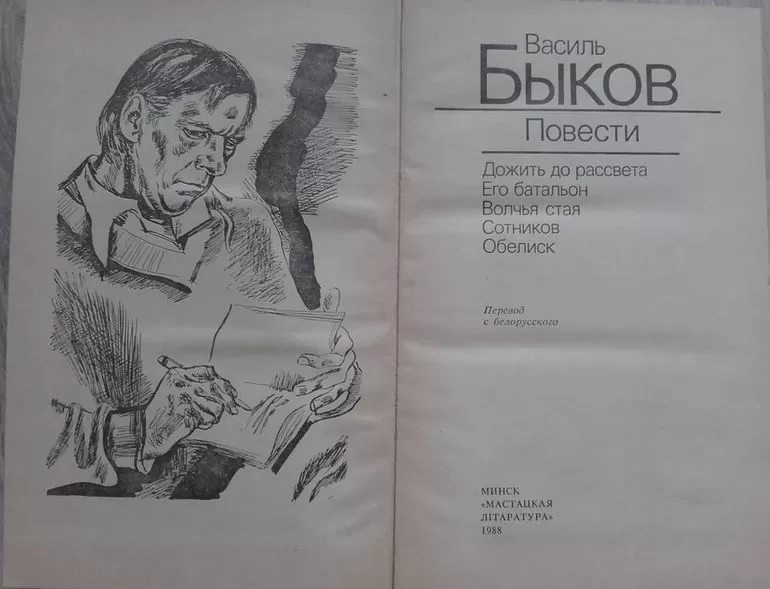 Василь
БЫКОВ
Повести
Дожить до рассвета
Его батальон
Волчья стая
Сотников
Обелиск
Перевод
с белорусского
МИНСК
«МАСТАЦКАЯ
ЛІТАРАТУРА»
1988